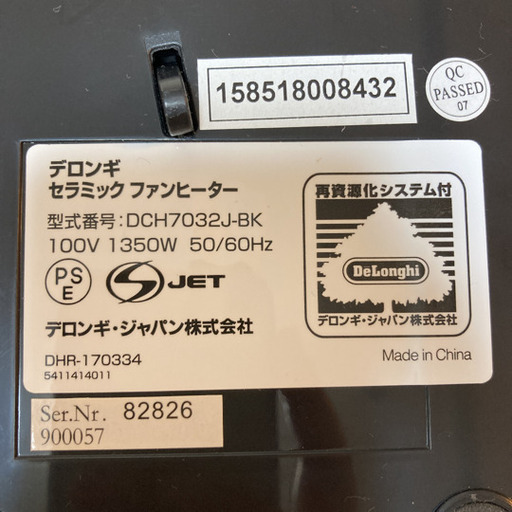 158518008432
QC
PASSED
07
デロンギ
セラミック ファンヒーター
型式番号:DCH7032J-BK
100V 1350W 50/60Hz
PS
E
S JET
デロンギ・ジャパン株式会社
DHR-170334
5411414011
再資源化システム付
DeLonghi
デロンギ・ジャパン株式会社
Made in China
Ser.Nr. 82826
900057